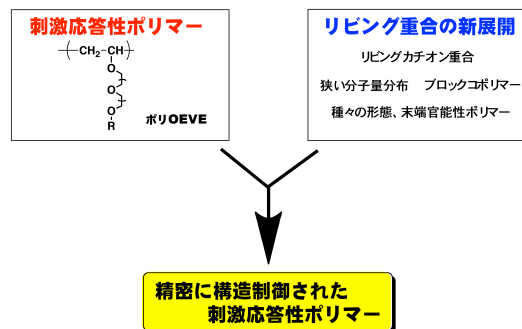 刺激応答性ポリマー
CH₂-CH
O
O
O
R
ポリOEVE
リビング重合の新展開
リビングカチオン重合
狭い分子量分布 ブロックコポリマー
種々の形態、末端官能性ポリマー
精密に構造制御された
刺激応答性ポリマー